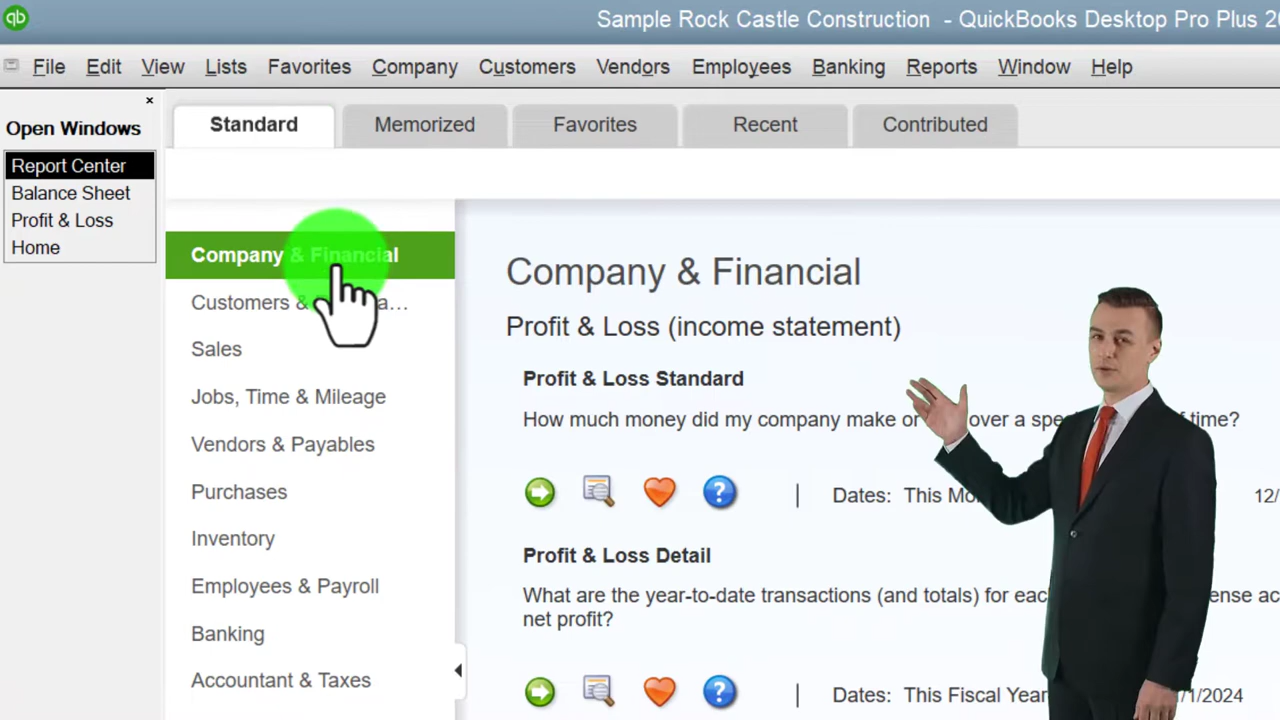 qb
Sample Rock Castle Construction - QuickBooks Desktop Pro Plus 20
File Edit View Lists Favorites Company Customers Vendors Employees Banking Reports Window Help
Open Windows
Report Center
Balance Sheet
Profit & Loss
Home
Standard Memorized Favorites Recent Contributed
Company & Financial
Customers &
Sales
Jobs, Time & Mileage
Vendors & Payables
Purchases
Inventory
Employees & Payroll
Banking
Accountant & Taxes
Company & Financial
Profit & Loss (income statement)
Profit & Loss Standard
How much money did my company make or over a time?
? | Dates: This 12/
Profit & Loss Detail
What are the year-to-date transactions (and totals) for
net profit?
? | Dates: This Fiscal Year 1/2024